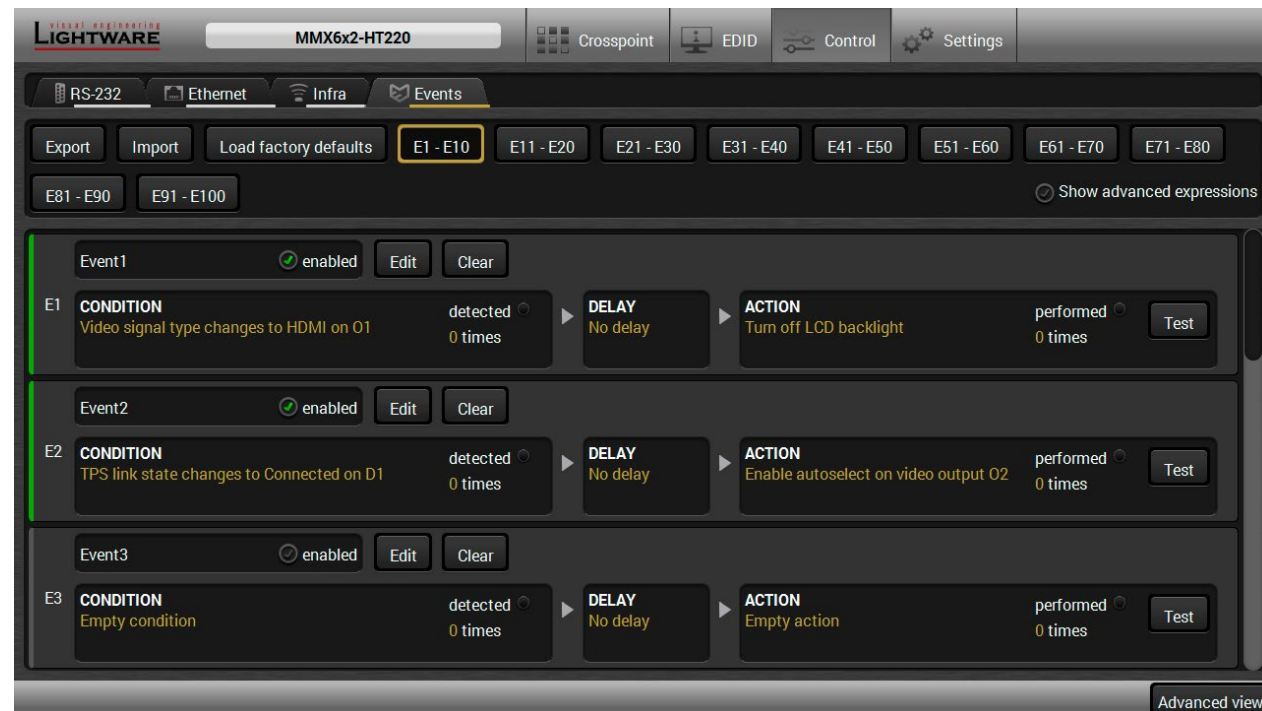 visual engineering
LIGHTWARE
MMX6x2-HT220
Crosspoint
EDID
Control
Settings
RS-232
Ethernet
Infra
Events
Export
Import
Load factory defaults
E1 - E10
E11 - E20
E21 - E30
E31 - E40
E41 - E50
E51 - E60
E61 - E70
E71 - E80
E81 - E90
E91 - E100
Show advanced expressions
Event1
enabled
Edit
Clear
E1
CONDITION
Video signal type changes to HDMI on O1
detected
0 times
DELAY
No delay
ACTION
Turn off LCD backlight
performed
0 times
Test
Event2
enabled
Edit
Clear
E2
CONDITION
TPS link state changes to Connected on D1
detected
0 times
DELAY
No delay
ACTION
Enable autoselect on video output O2
performed
0 times
Test
Event3
enabled
Edit
Clear
E3
CONDITION
Empty condition
detected
0 times
DELAY
No delay
ACTION
Empty action
performed
0 times
Test
Advanced view